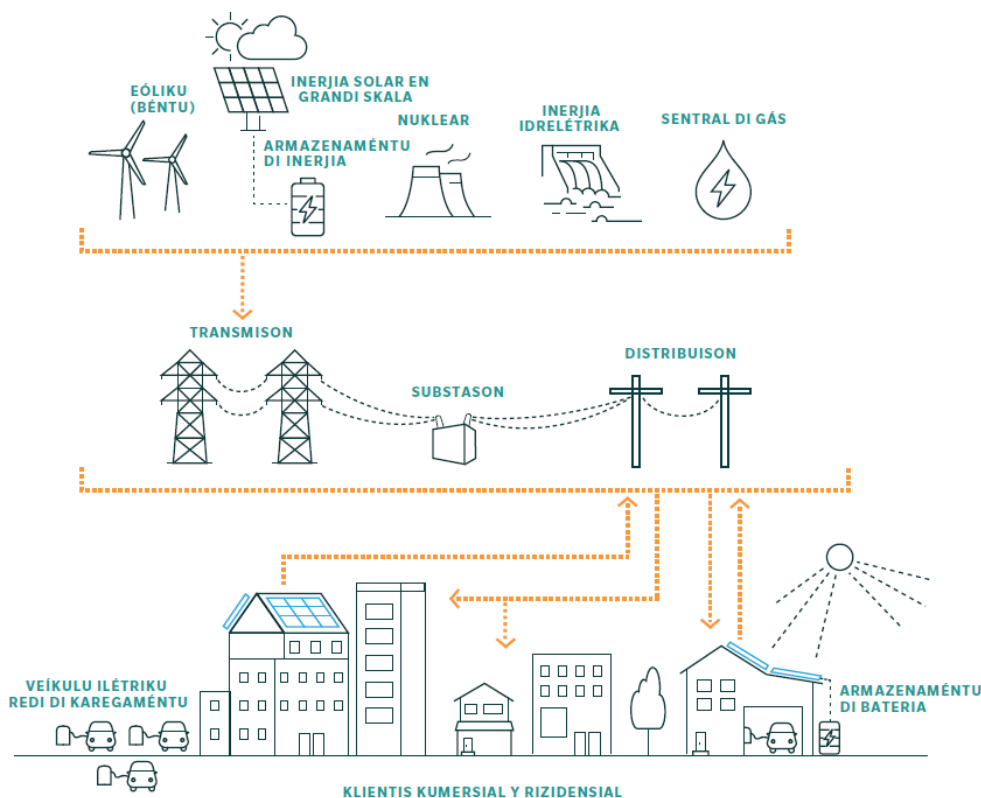 EÓLIKU
(BÉNTU)
INERJIA SOLAR EN
GRANDI SKALA
ARMAZENAMÉNTU
DI INERJIA
NUKLEAR
INERJIA
IDRELÉTRIKA
SENTRAL DI GÁS
TRANSMISON
SUBSTASON
DISTRIBUISON
VEÍKULU ILÉTRIKU
REDI DI KAREGAMÉNTU
ARMAZENAMÉNTU
DI BATERIA
KLIENTIS KUMERSIAL Y RIZIDENSIAL